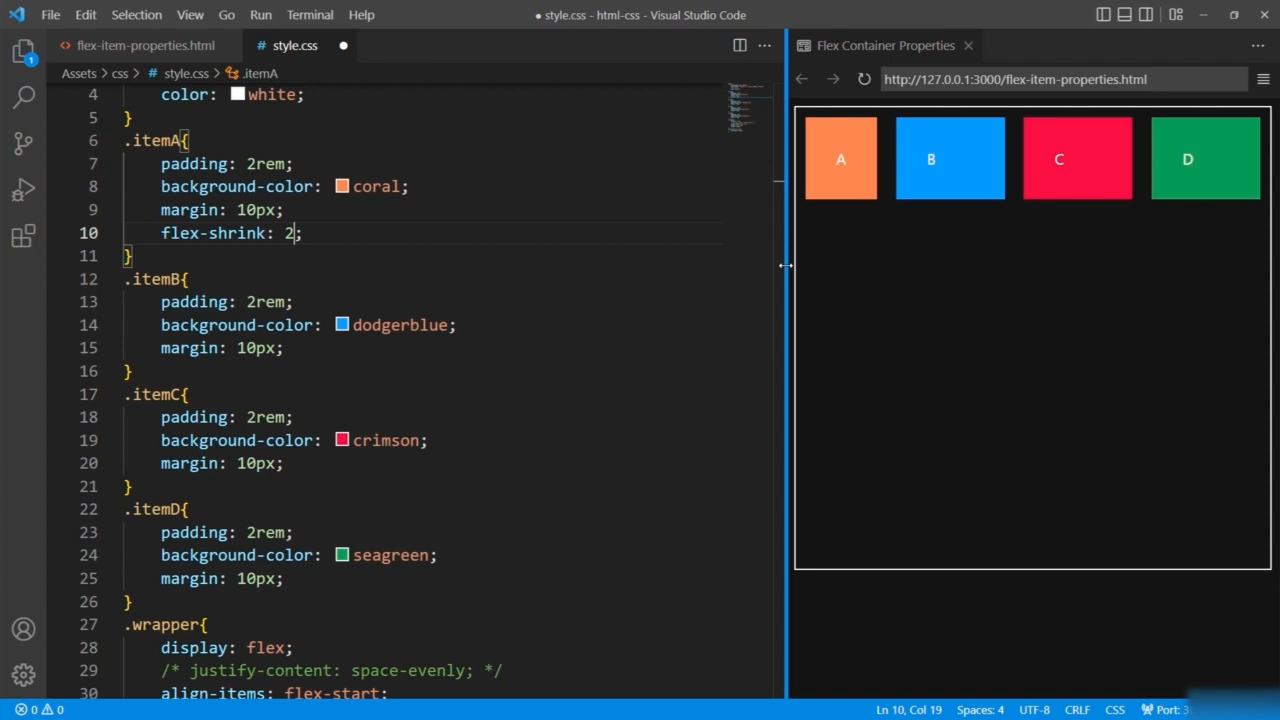 File Edit Selection View Go Run Terminal Help
● style.css - html-css - Visual Studio Code
flex-item-properties.html
# style.css
Flex Container Properties
Assets > css > # style.css > .itemA
http://127.0.0.1:3000/flex-item-properties.html
1
4 color: white;
5 }
6 .itemA{
7 padding: 2rem;
8 background-color: coral;
9 margin: 10px;
10 flex-shrink: 2;
11 }
12 .itemB{
13 padding: 2rem;
14 background-color: dodgerblue;
15 margin: 10px;
16 }
17 .itemC{
18 padding: 2rem;
19 background-color: crimson;
20 margin: 10px;
21 }
22 .itemD{
23 padding: 2rem;
24 background-color: seagreen;
25 margin: 10px;
26 }
27 .wrapper{
28 display: flex;
29 /* justify-content: space-evenly; */
30 align-items: flex-start;
A B C D
0 0
Ln 10, Col 19 Spaces: 4 UTF-8 CRLF CSS Port: